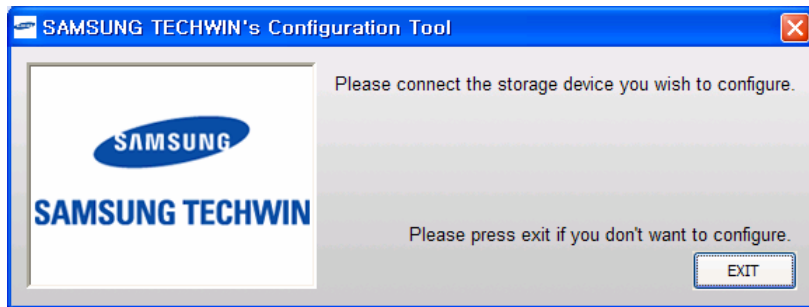 SAMSUNG TECHWIN's Configuration Tool
Please connect the storage device you wish to configure.
SAMSUNG
SAMSUNG TECHWIN
Please press exit if you don't want to configure.
EXIT